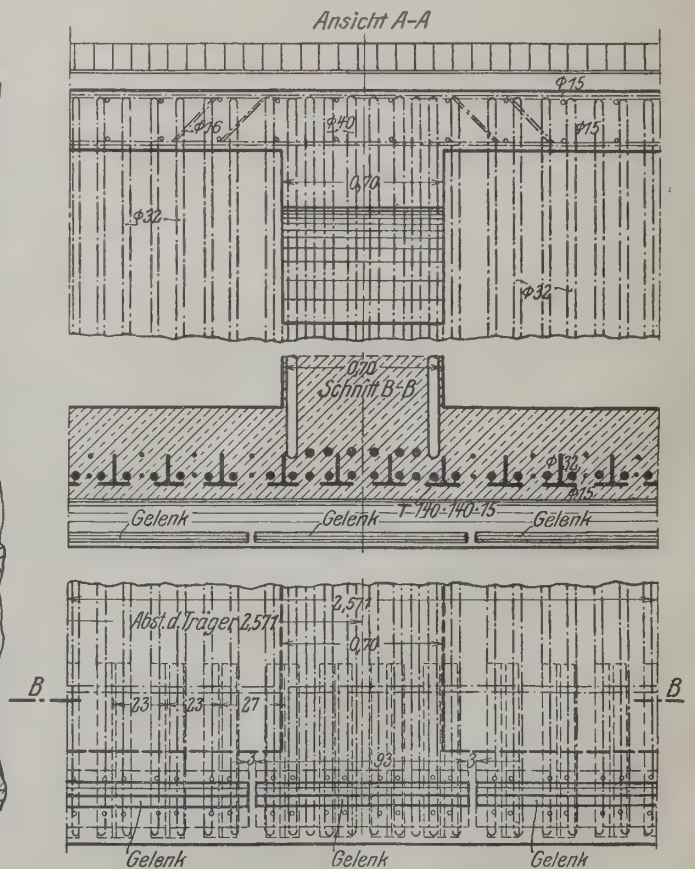 Ansicht A-A
Φ15
Φ16
Φ40
Φ15
0,70
Φ32
Φ32
0,70
Schnitt B-B
Φ32
Φ15
T 140·140·15
Gelenk
Gelenk
Gelenk
2,571
Abst. d. Träger 2,571
0,70
B
B
23
23
27
3
93
3
Gelenk
Gelenk
Gelenk